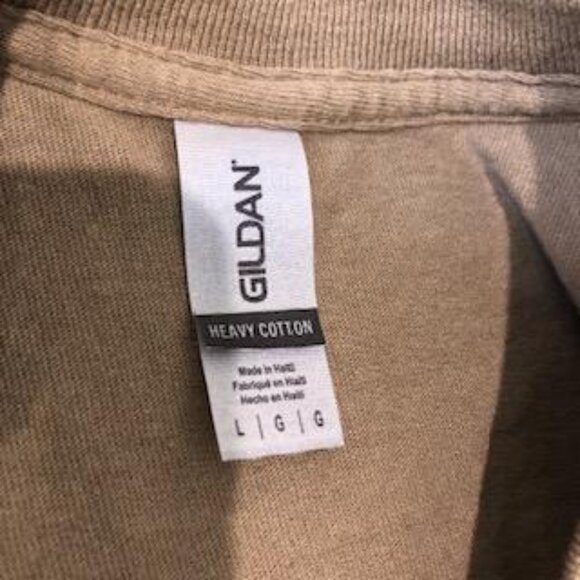 GILDAN
HEAVY COTTON
Made in Haiti
Fabriqué en Haïti
Hecho en Haití
L | G | G